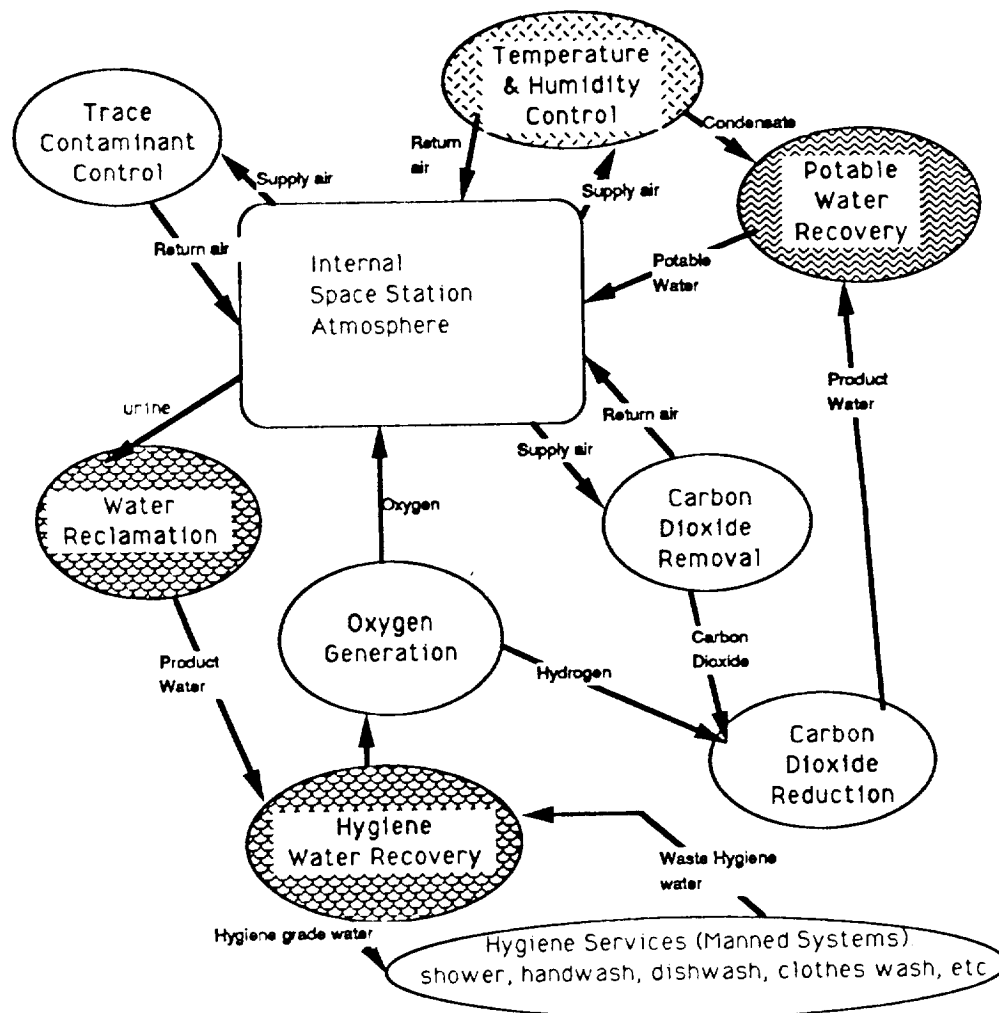 Temperature
& Humidity
Control
Trace
Contaminant
Control
Return
air
Condensate
Supply air
Supply air
Potable
Water
Recovery
Return air
Internal
Space Station
Atmosphere
Potable
Water
Product
Water
urine
Return air
Supply air
Water
Reclamation
Oxygen
Carbon
Dioxide
Removal
Oxygen
Generation
Carbon
Dioxide
Product
Water
Hydrogen
Carbon
Dioxide
Reduction
Hygiene
Water Recovery
Waste Hygiene
water
Hygiene grade water
Hygiene Services (Manned Systems)
shower, handwash, dishwash, clothes wash, etc